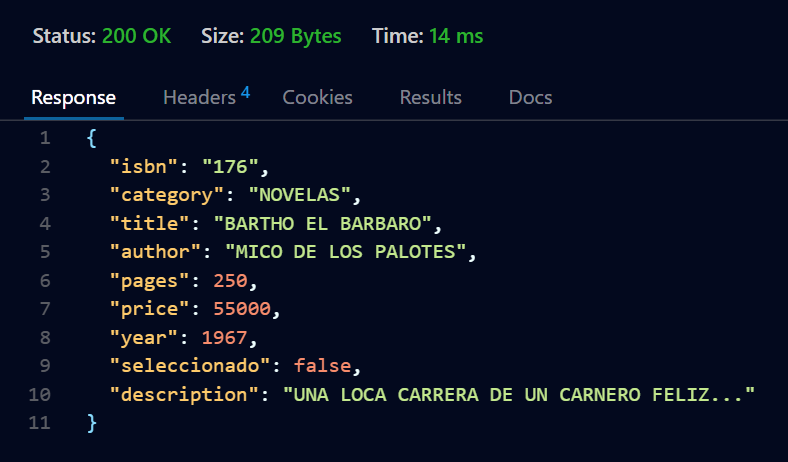 Status: 200 OK Size: 209 Bytes Time: 14 ms
Response Headers 4 Cookies Results Docs
1 {
2 "isbn": "176",
3 "category": "NOVELAS",
4 "title": "BARTHO EL BARBARO",
5 "author": "MICO DE LOS PALOTES",
6 "pages": 250,
7 "price": 55000,
8 "year": 1967,
9 "seleccionado": false,
10 "description": "UNA LOCA CARRERA DE UN CARNERO FELIZ..."
11 }